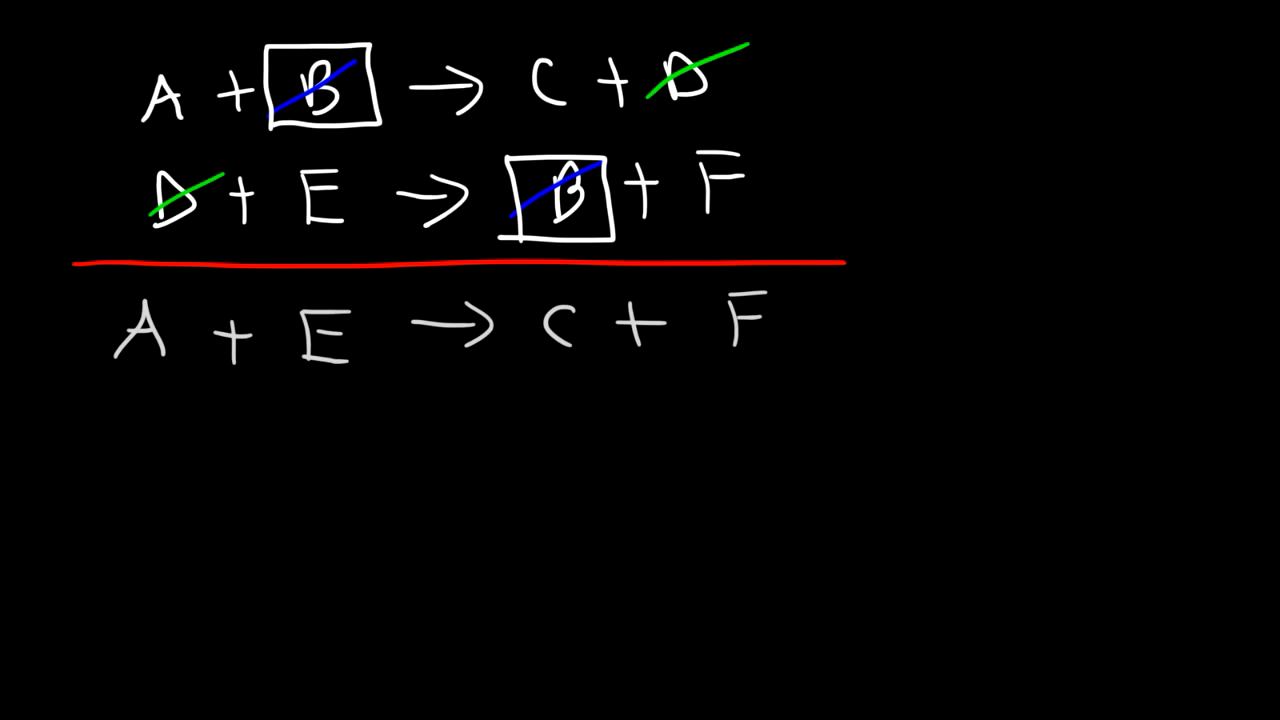 A + B → C + D
D + E → B + F
A + E → C + F